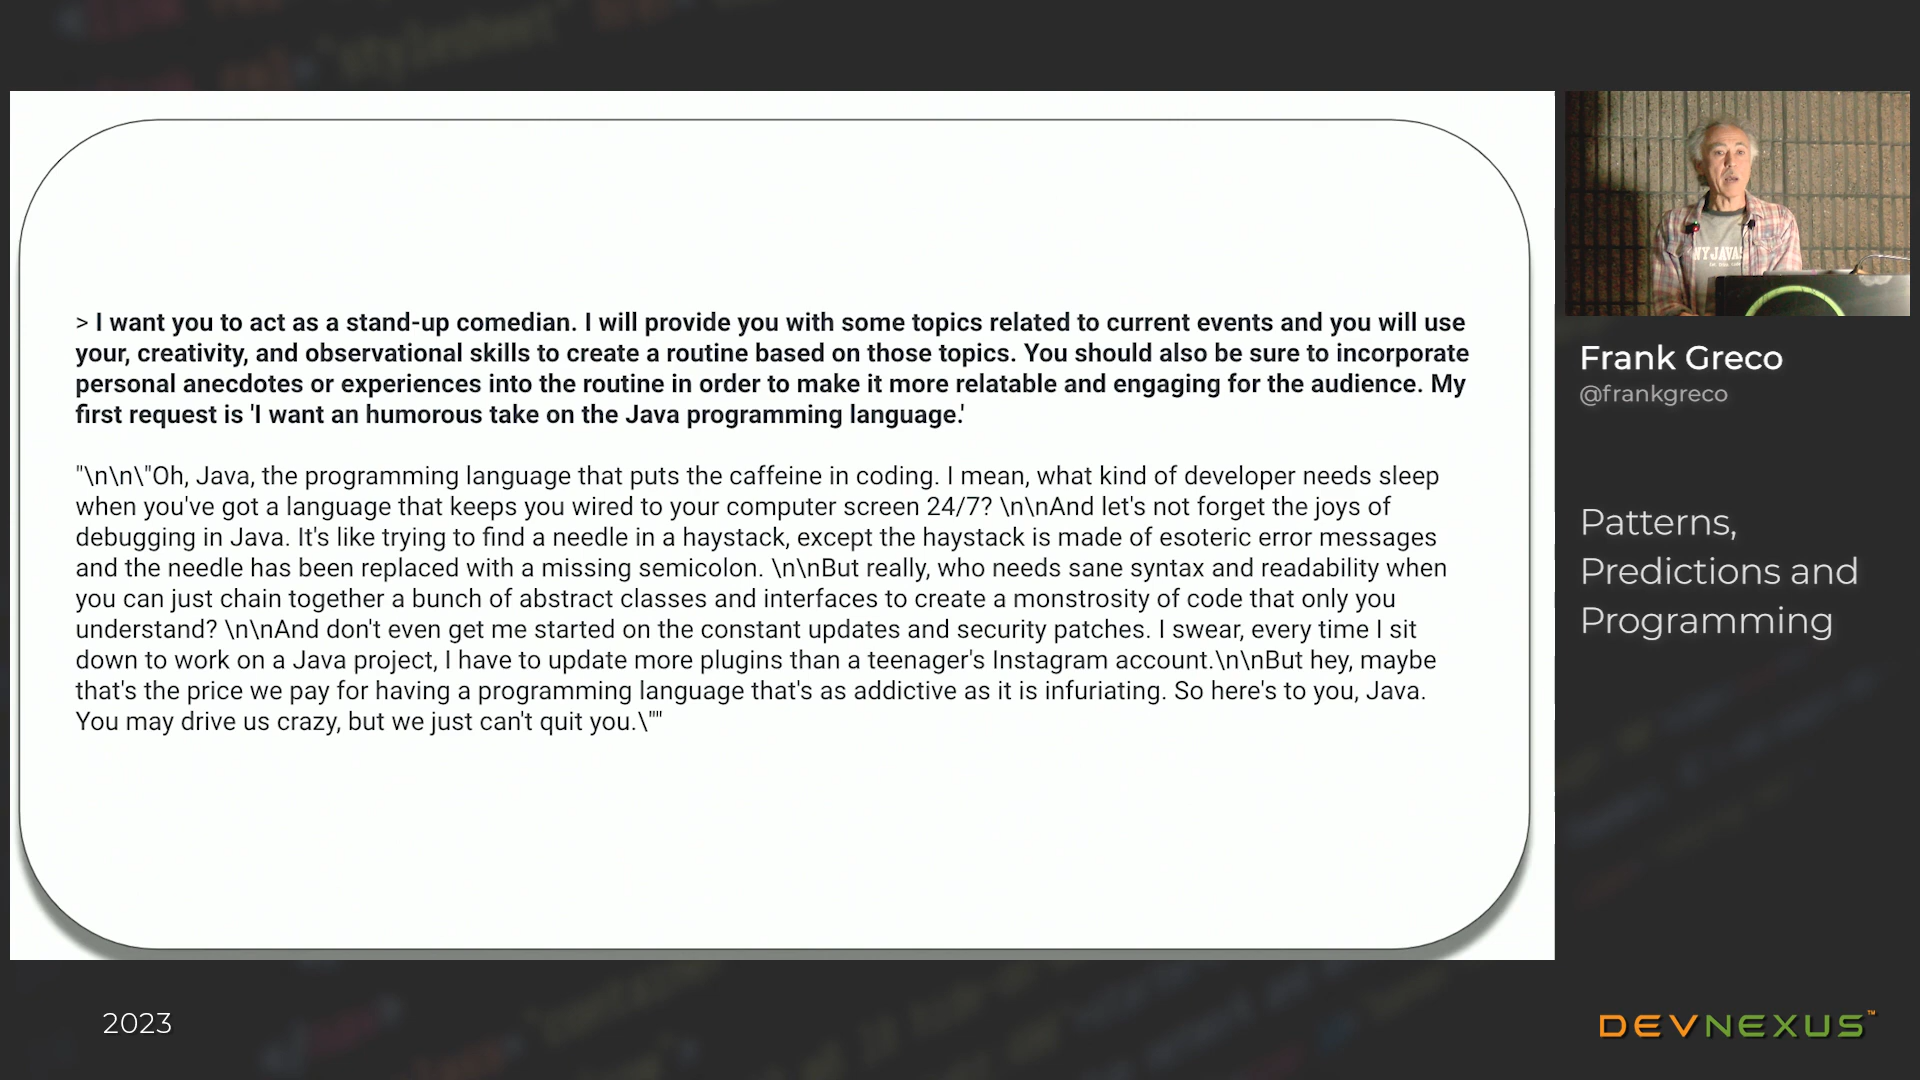 > I want you to act as a stand-up comedian. I will provide you with some topics related to current events and you will use
your, creativity, and observational skills to create a routine based on those topics. You should also be sure to incorporate
personal anecdotes or experiences into the routine in order to make it more relatable and engaging for the audience. My
first request is 'I want an humorous take on the Java programming language.'
"\n\n\"Oh, Java, the programming language that puts the caffeine in coding. I mean, what kind of developer needs sleep
when you've got a language that keeps you wired to your computer screen 24/7? \n\nAnd let's not forget the joys of
debugging in Java. It's like trying to find a needle in a haystack, except the haystack is made of esoteric error messages
and the needle has been replaced with a missing semicolon. \n\nBut really, who needs sane syntax and readability when
you can just chain together a bunch of abstract classes and interfaces to create a monstrosity of code that only you
understand? \n\nAnd don't even get me started on the constant updates and security patches. I swear, every time I sit
down to work on a Java project, I have to update more plugins than a teenager's Instagram account.\n\nBut hey, maybe
that's the price we pay for having a programming language that's as addictive as it is infuriating. So here's to you, Java.
You may drive us crazy, but we just can't quit you.\""
NYJAVA
Frank Greco
@frankgreco
Patterns,
Predictions and
Programming
2023
DEVNEXUS™